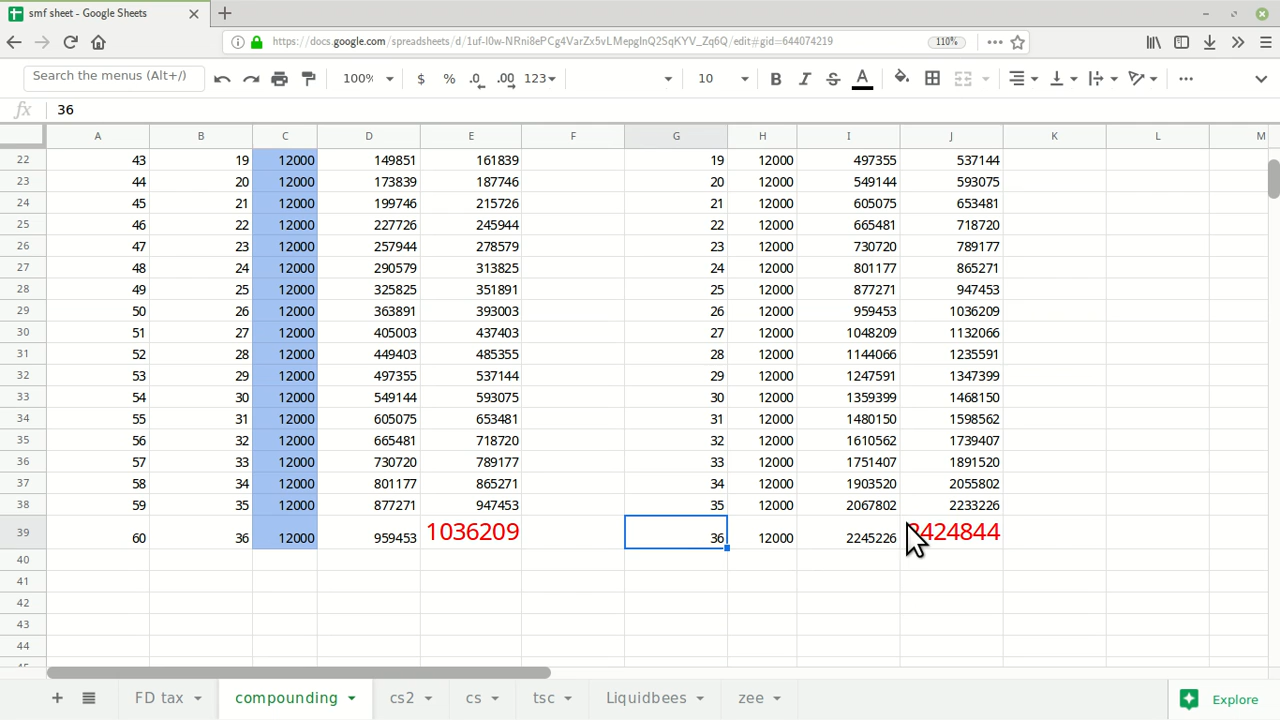 smf sheet - Google Sheets
https://docs.google.com/spreadsheets/d/1uf-I0w-NRni8ePCg4VarZx5vLMepgInQ2SqKYV_Zq6Q/edit#gid=644074219 110%
Search the menus (Alt+/) 100% $ % .0 .00 123 10 B I S A
fx 36
A B C D E F G H I J K L M
22 43 19 12000 149851 161839 19 12000 497355 537144
23 44 20 12000 173839 187746 20 12000 549144 593075
24 45 21 12000 199746 215726 21 12000 605075 653481
25 46 22 12000 227726 245944 22 12000 665481 718720
26 47 23 12000 257944 278579 23 12000 730720 789177
27 48 24 12000 290579 313825 24 12000 801177 865271
28 49 25 12000 325825 351891 25 12000 877271 947453
29 50 26 12000 363891 393003 26 12000 959453 1036209
30 51 27 12000 405003 437403 27 12000 1048209 1132066
31 52 28 12000 449403 485355 28 12000 1144066 1235591
32 53 29 12000 497355 537144 29 12000 1247591 1347399
33 54 30 12000 549144 593075 30 12000 1359399 1468150
34 55 31 12000 605075 653481 31 12000 1480150 1598562
35 56 32 12000 665481 718720 32 12000 1610562 1739407
36 57 33 12000 730720 789177 33 12000 1751407 1891520
37 58 34 12000 801177 865271 34 12000 1903520 2055802
38 59 35 12000 877271 947453 35 12000 2067802 2233226
39 60 36 12000 959453 1036209 36 12000 2245226
40
41
42
43
44
FD tax compounding cs2 cs tsc Liquidbees zee Explore